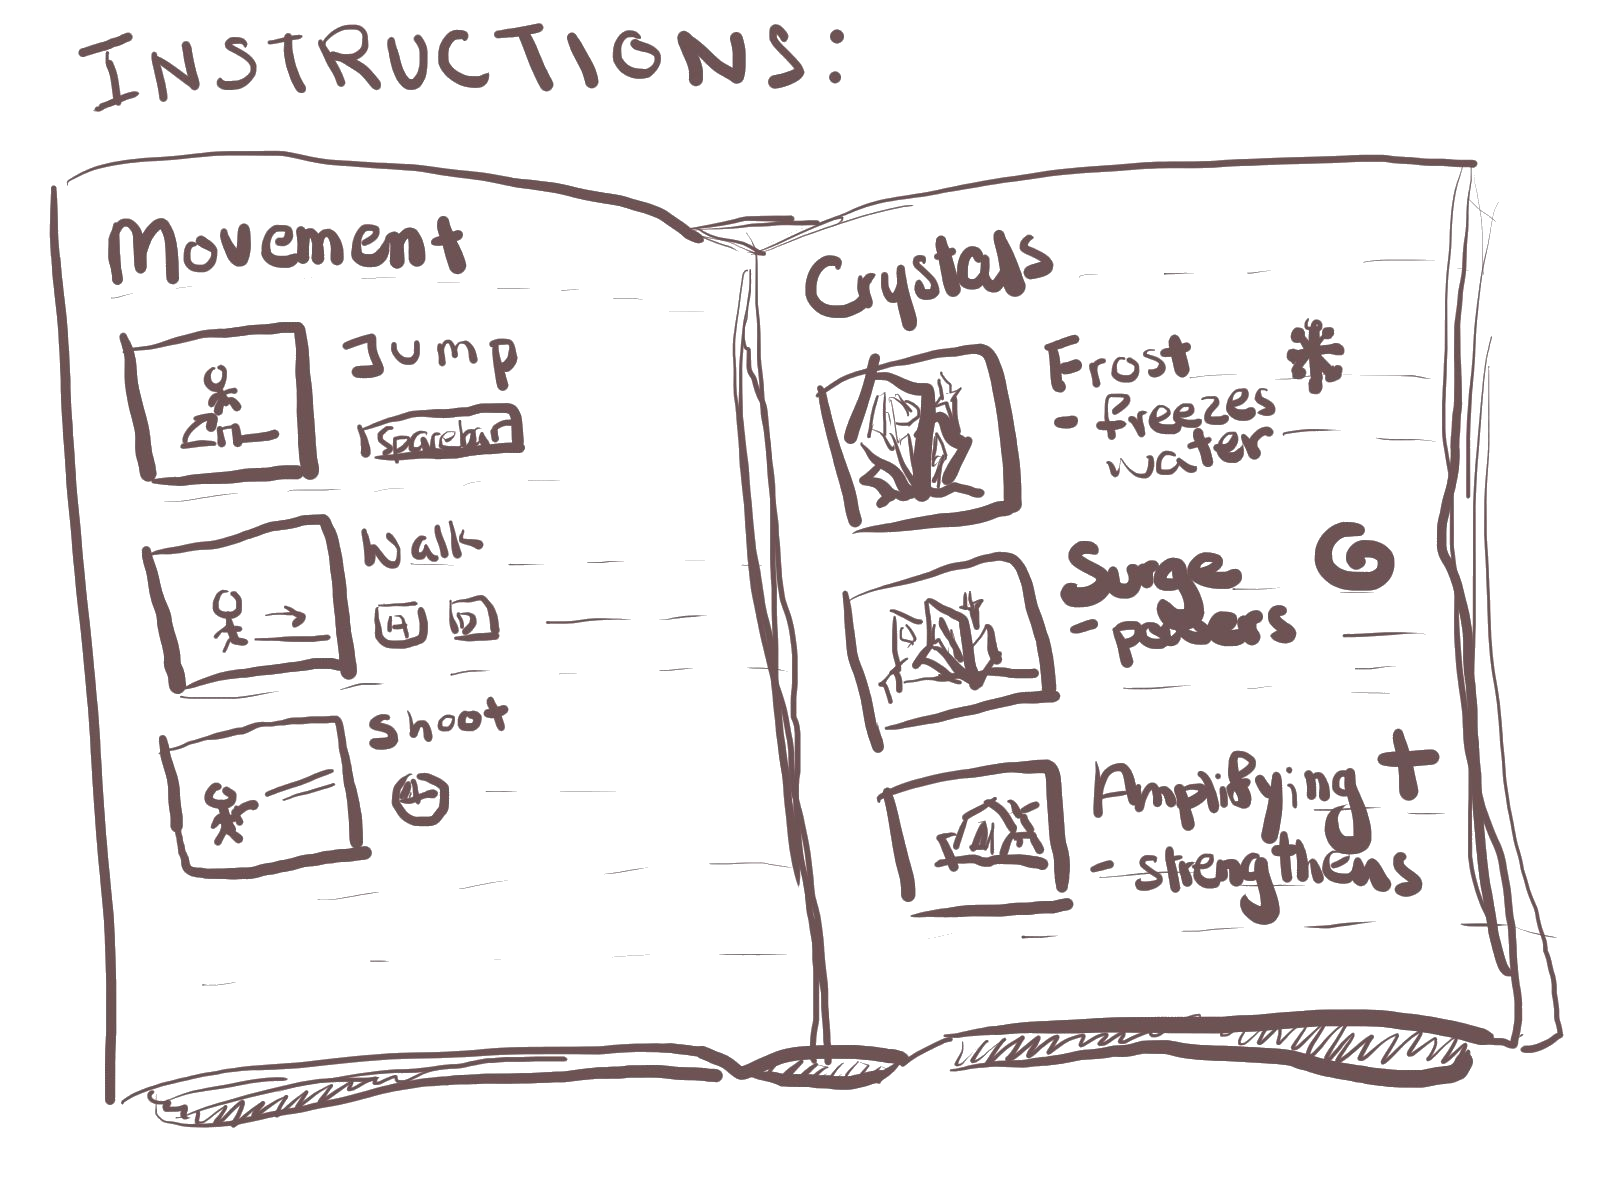 INSTRUCTIONS:
Movement
Jump
spacebar
Walk
A D
shoot
Crystals
Frost
- freezes
water
Surge
- powers
Amplifying +
- strengthens